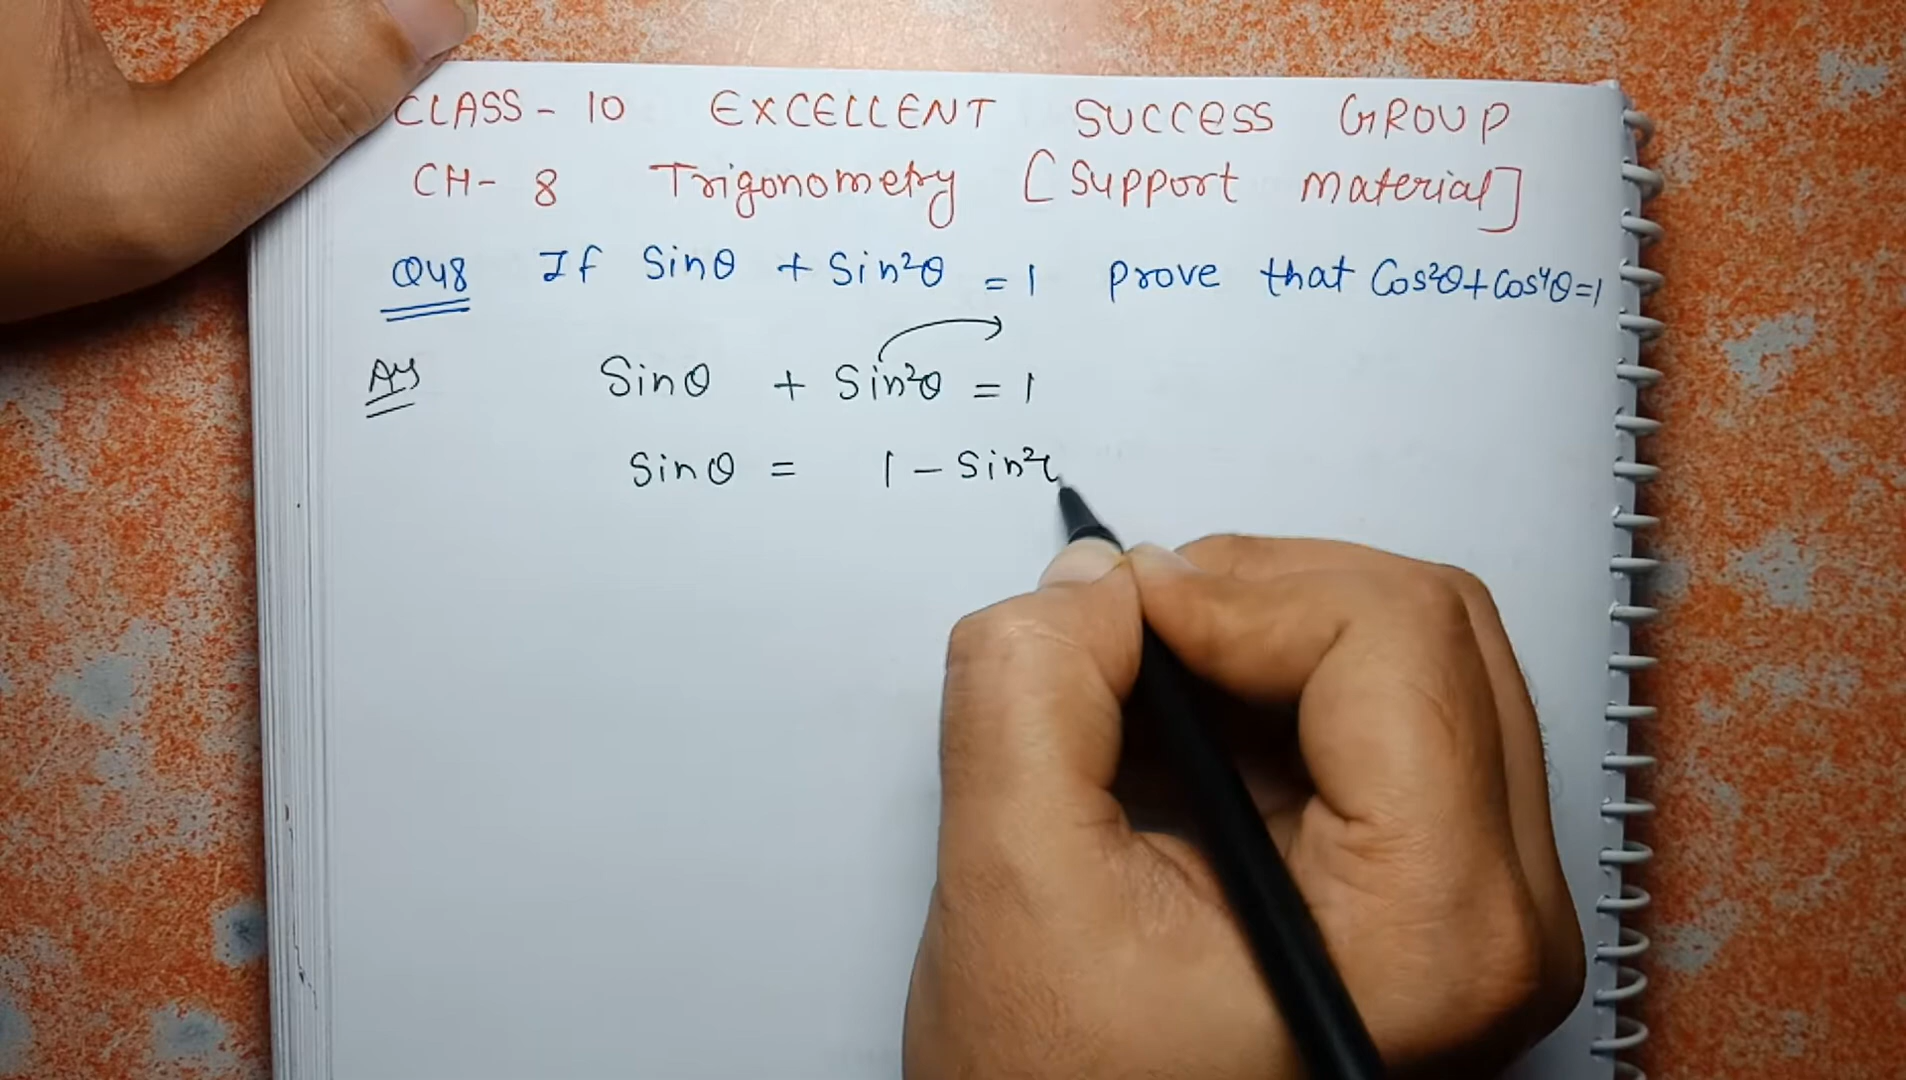 CLASS - 10 EXCELLENT SUCCESS GROUP
CH- 8 Trigonometry [Support material]
Q48 If Sinθ + Sin²θ = 1 prove that Cos²θ+Cos⁴θ=1
Ans Sinθ + Sin²θ = 1
Sinθ = 1 - Sin²